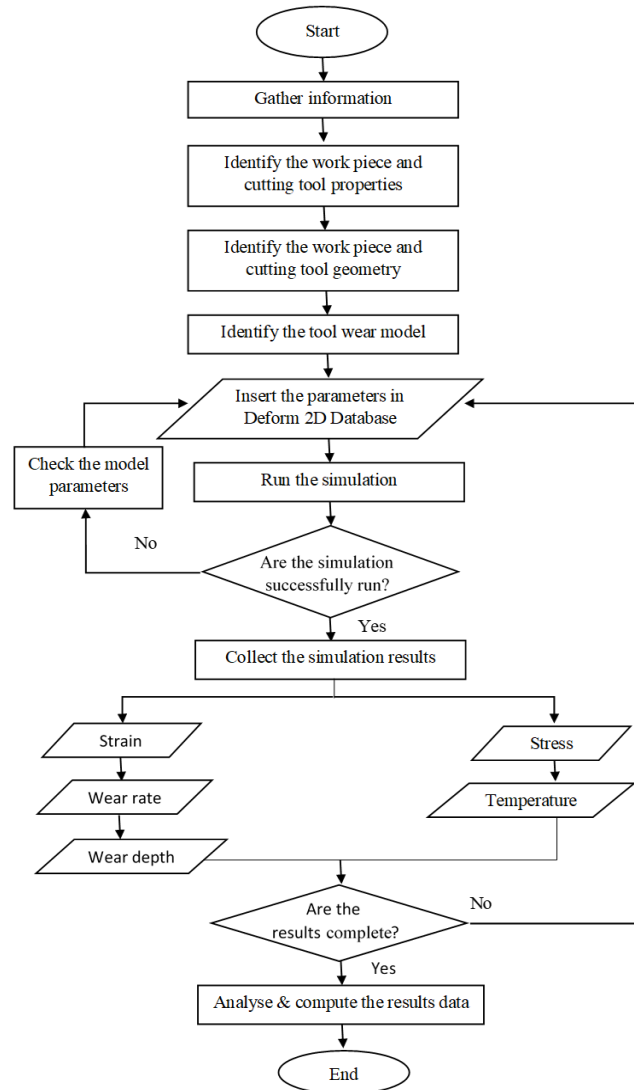 Start
Gather information
Identify the work piece and
cutting tool properties
Identify the work piece and
cutting tool geometry
Identify the tool wear model
Insert the parameters in
Deform 2D Database
Check the model
parameters
Run the simulation
No
Are the simulation
successfully run?
Yes
Collect the simulation results
Strain
Stress
Wear rate
Temperature
Wear depth
Are the
results complete?
No
Yes
Analyse & compute the results data
End